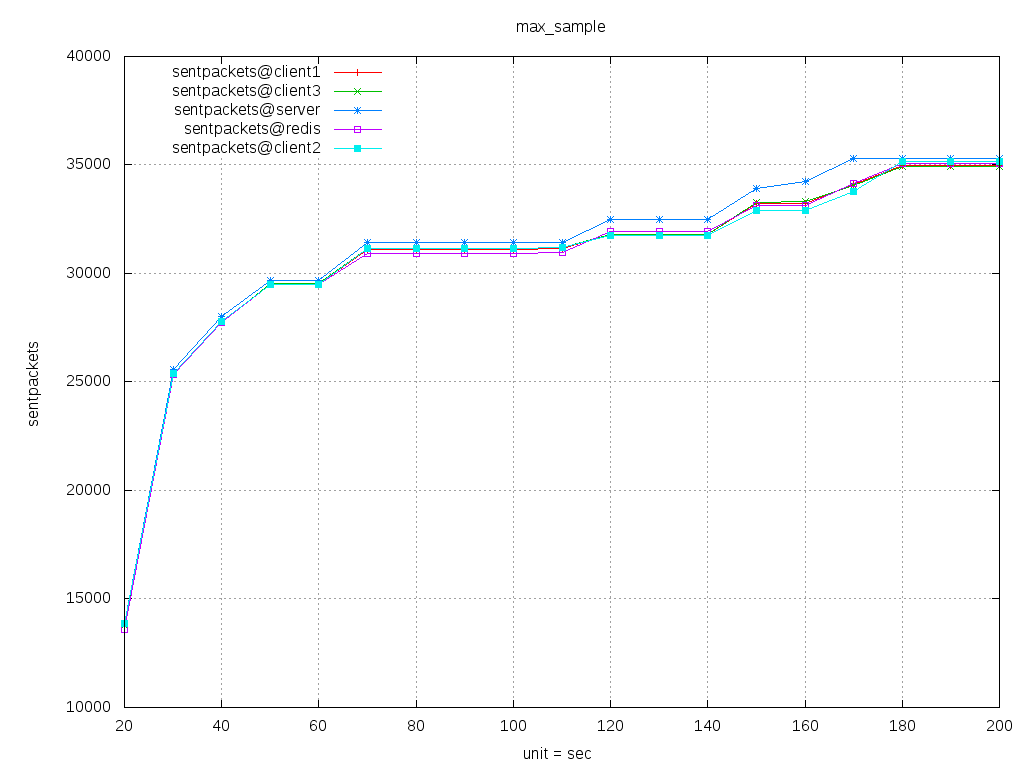 max_sample
40000
35000
30000
25000
20000
15000
10000
sentpackets
sentpackets@client1
sentpackets@client3
sentpackets@server
sentpackets@redis
sentpackets@client2
20 40 60 80 100 120 140 160 180 200
unit = sec